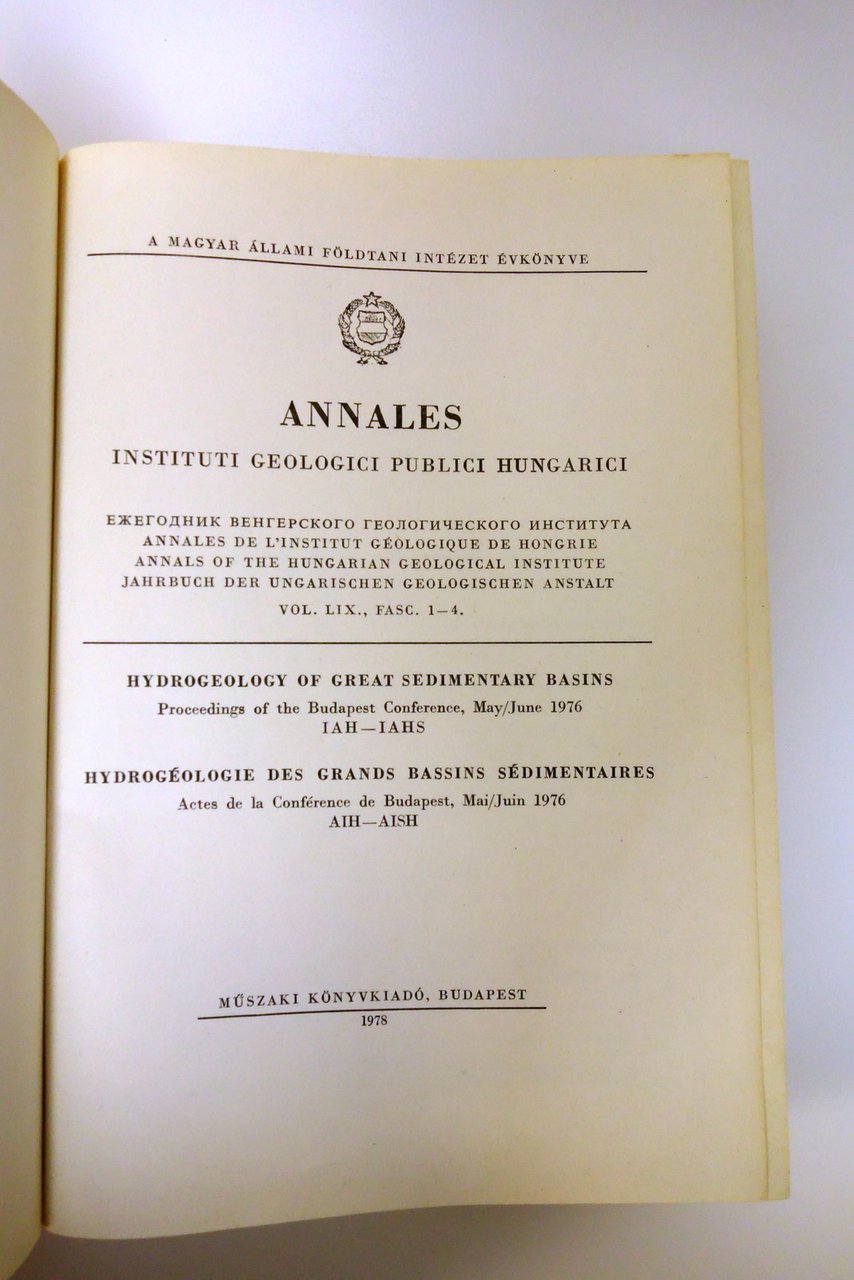 A MAGYAR ÁLLAMI FÖLDTANI INTÉZET ÉVKÖNYVE
ANNALES
INSTITUTI GEOLOGICI PUBLICI HUNGARICI
ЕЖЕГОДНИК ВЕНГЕРСКОГО ГЕОЛОГИЧЕСКОГО ИНСТИТУТА
ANNALES DE L'INSTITUT GÉOLOGIQUE DE HONGRIE
ANNALS OF THE HUNGARIAN GEOLOGICAL INSTITUTE
JAHRBUCH DER UNGARISCHEN GEOLOGISCHEN ANSTALT
VOL. LIX., FASC. 1—4.
HYDROGEOLOGY OF GREAT SEDIMENTARY BASINS
Proceedings of the Budapest Conference, May/June 1976
IAH—IAHS
HYDROGÉOLOGIE DES GRANDS BASSINS SÉDIMENTAIRES
Actes de la Conférence de Budapest, Mai/Juin 1976
AIH—AISH
MŰSZAKI KÖNYVKIADÓ, BUDAPEST
1978